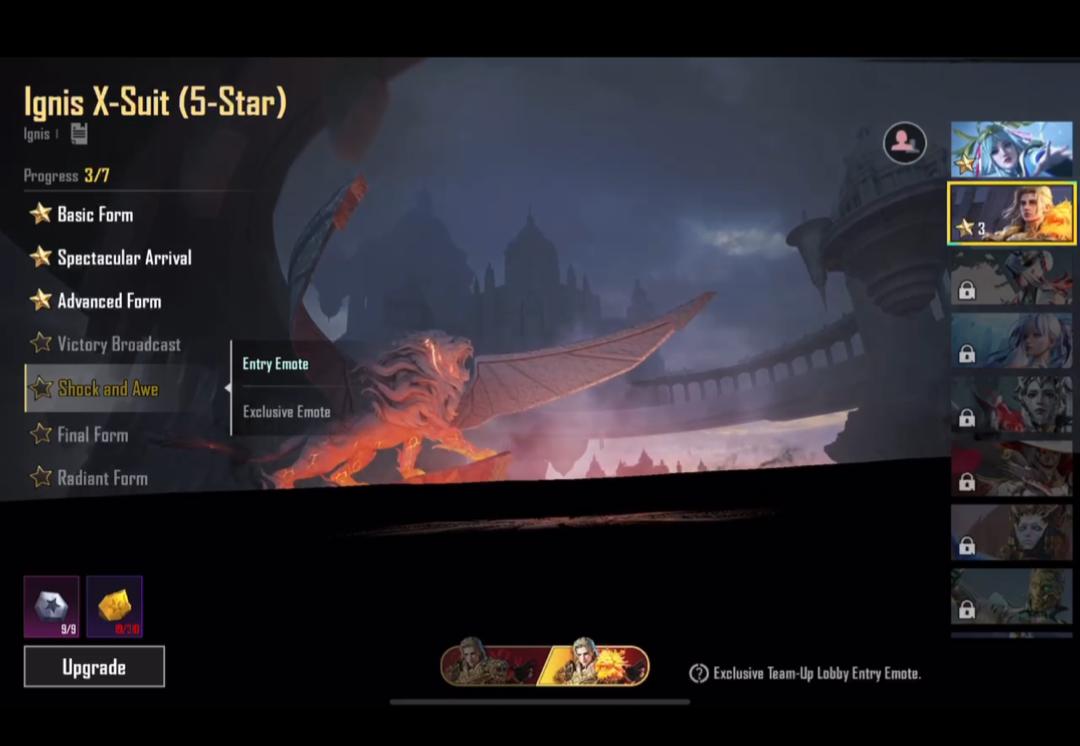 Ignis X-Suit (5-Star)
Ignis
Progress 3/7
Basic Form
Spectacular Arrival
Advanced Form
Victory Broadcast
Shock and Awe
Final Form
Radiant Form
Entry Emote
Exclusive Emote
3
9/9
Upgrade
Exclusive Team-Up Lobby Entry Emote.